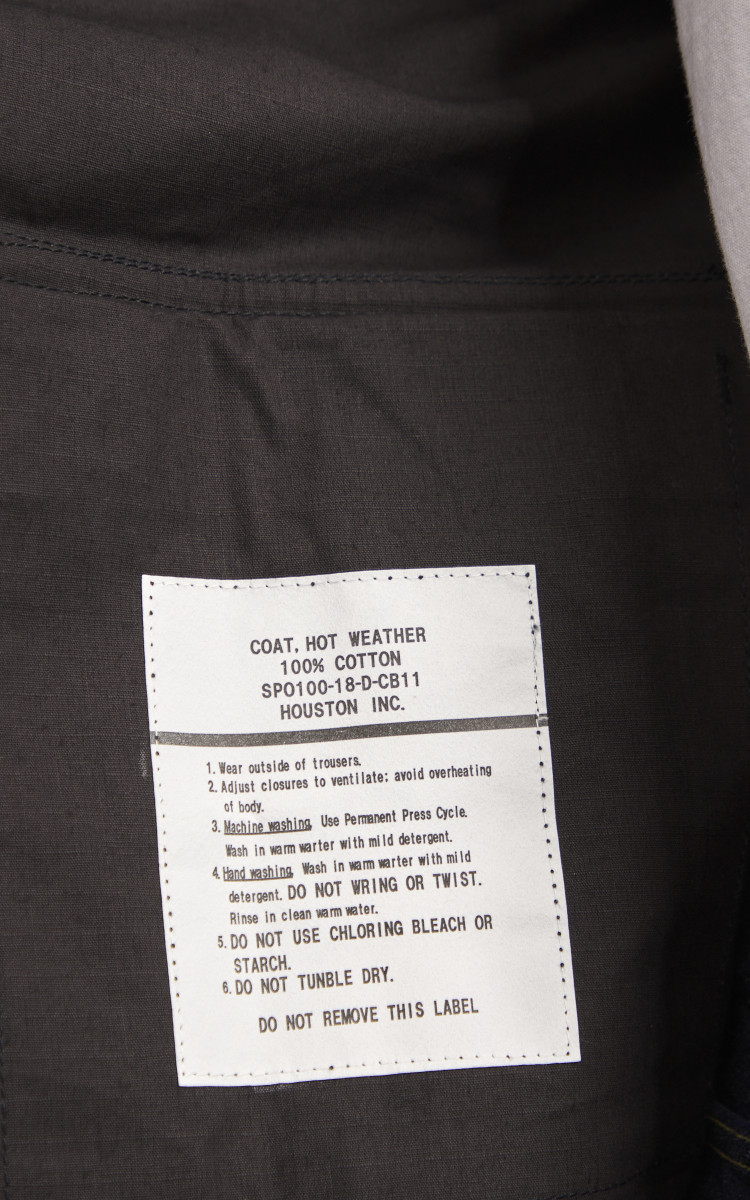 COAT, HOT WEATHER
100% COTTON
SPO100-18-D-CB11
HOUSTON INC.
1. Wear outside of trousers.
2. Adjust closures to ventilate; avoid overheating
of body.
3. Machine washing. Use Permanent Press Cycle.
Wash in warm warter with mild detergent.
4. Hand washing. Wash in warm warter with mild
detergent. DO NOT WRING OR TWIST.
Rinse in clean warm water.
5. DO NOT USE CHLORING BLEACH OR
STARCH.
6. DO NOT TUNBLE DRY.
DO NOT REMOVE THIS LABEL